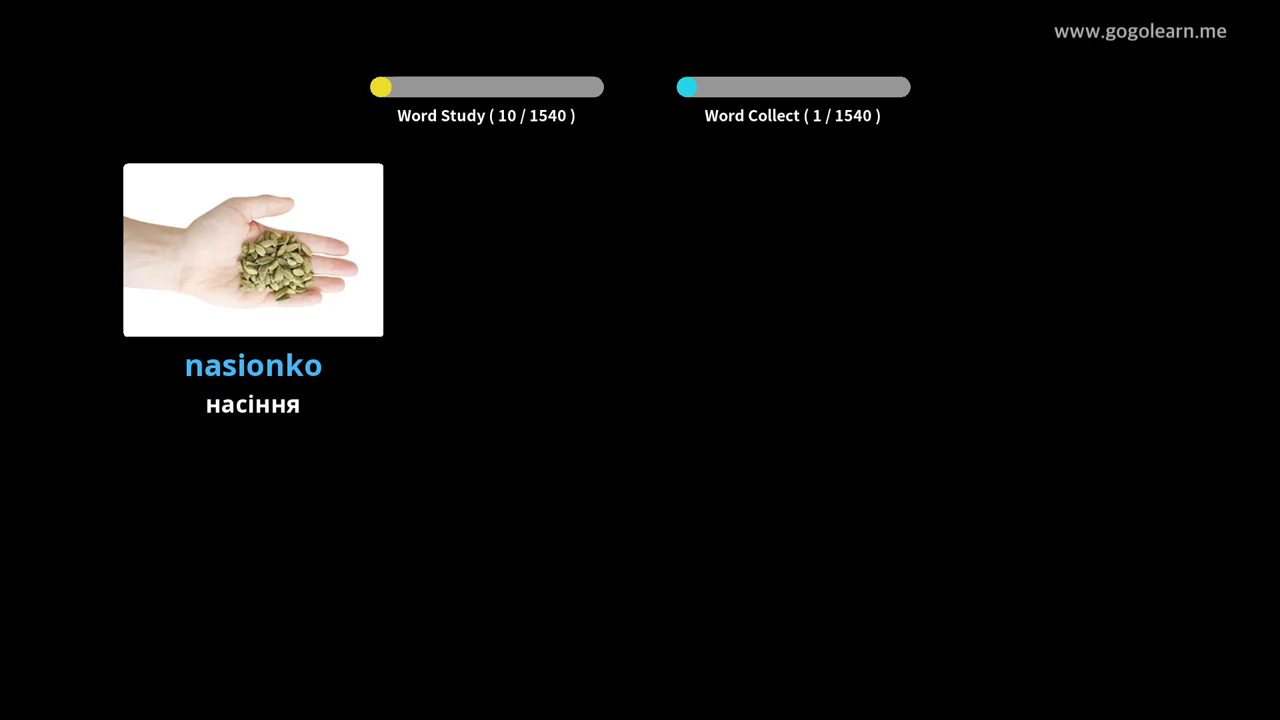 www.gogolearn.me
Word Study ( 10 / 1540 )
Word Collect ( 1 / 1540 )
nasionko
насіння